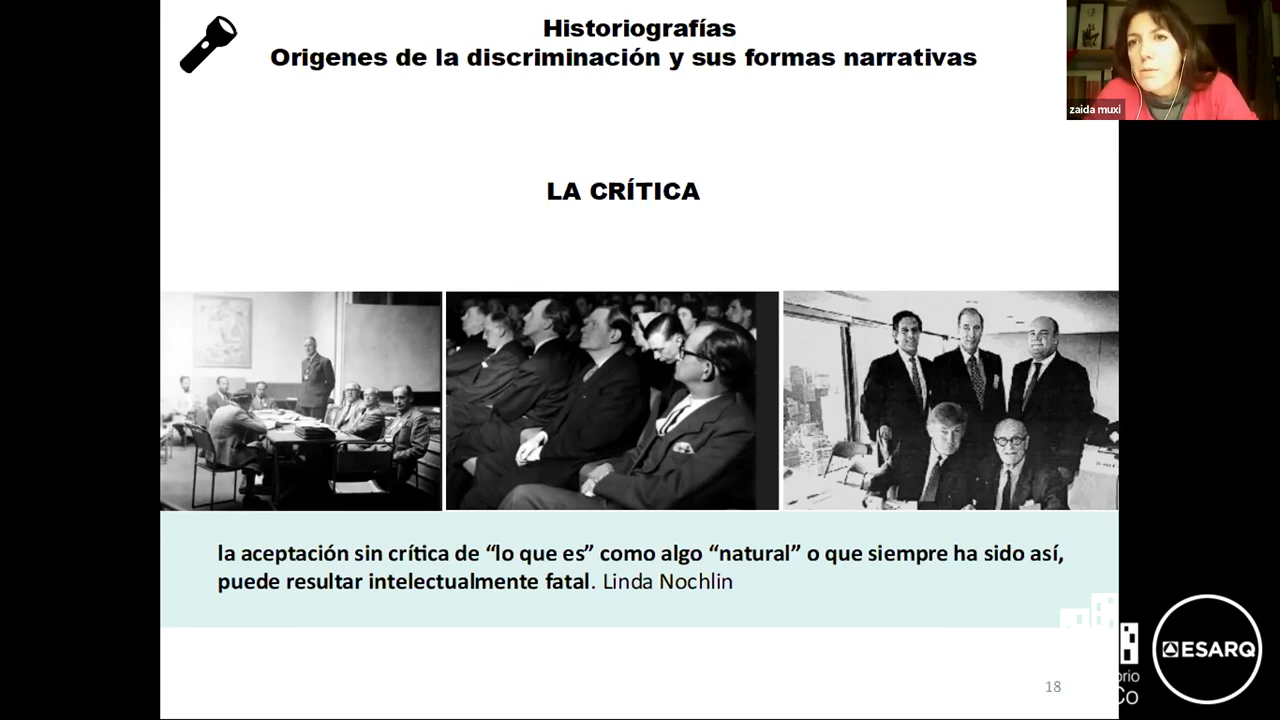 Historiografías
Origenes de la discriminación y sus formas narrativas
zaida muxi
LA CRÍTICA
la aceptación sin crítica de “lo que es” como algo “natural” o que siempre ha sido así,
puede resultar intelectualmente fatal. Linda Nochlin
ESARQ
18